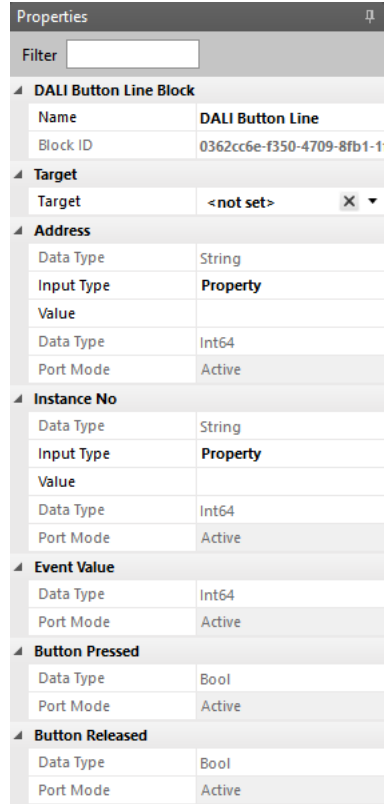 Properties
Filter
DALI Button Line Block
Name DALI Button Line
Block ID 0362cc6e-f350-4709-8fb1-1
Target
Target <not set>
Address
Data Type String
Input Type Property
Value
Data Type Int64
Port Mode Active
Instance No
Data Type String
Input Type Property
Value
Data Type Int64
Port Mode Active
Event Value
Data Type Int64
Port Mode Active
Button Pressed
Data Type Bool
Port Mode Active
Button Released
Data Type Bool
Port Mode Active